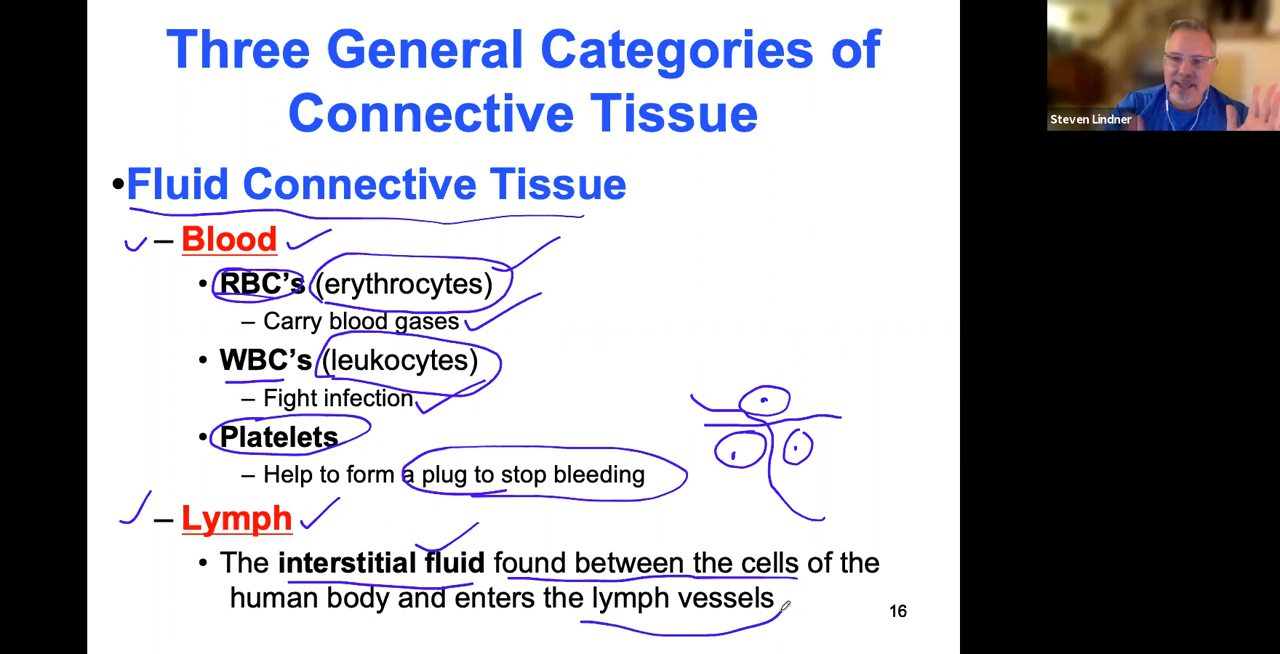 Three General Categories of
Connective Tissue
•Fluid Connective Tissue
– Blood
• RBC's (erythrocytes)
– Carry blood gases
• WBC's (leukocytes)
– Fight infection
• Platelets
– Help to form a plug to stop bleeding
– Lymph
• The interstitial fluid found between the cells of the
human body and enters the lymph vessels
16
Steven Lindner